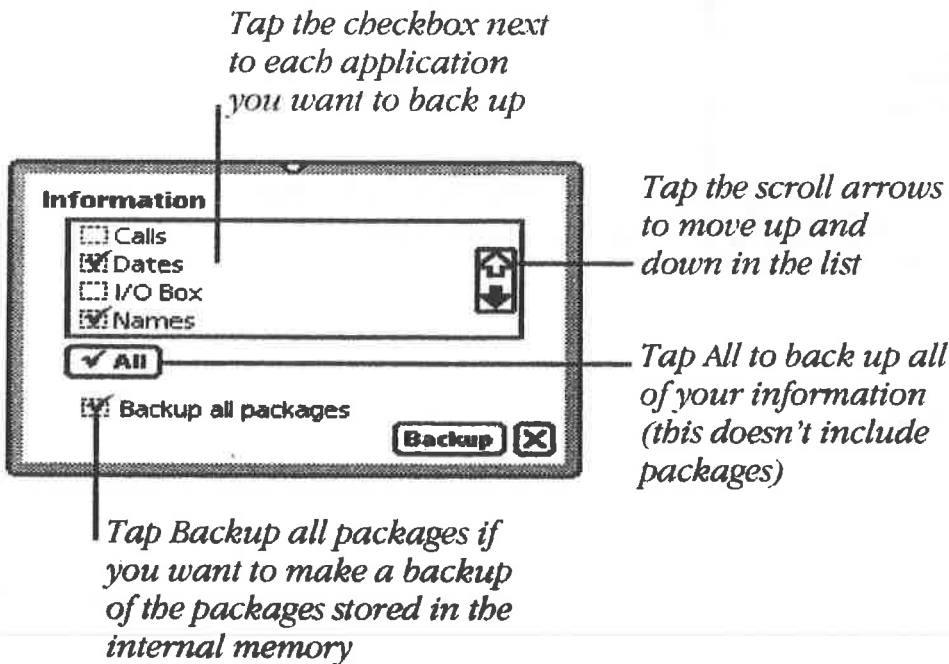 Tap the checkbox next
to each application
you want to back up
Information
Calls
Dates
I/O Box
Names
All
Backup all packages
Backup
Tap the scroll arrows
to move up and
down in the list
Tap All to back up all
of your information
(this doesn't include
packages)
Tap Backup all packages if
you want to make a backup
of the packages stored in the
internal memory